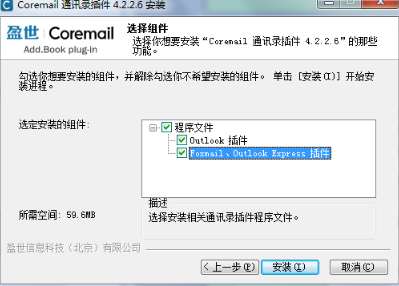 Coremail 通讯录插件 4.2.2.6 安装
盈世 Coremail
Add.Book plug-in
选择组件
选择你想要安装“Coremail 通讯录插件 4.2.2.6”的那些
功能。
勾选你想要安装的组件，并解除勾选你不希望安装的组件。 单击 [安装(I)] 开始安
装进程。
选定安装的组件:
程序文件
Outlook 插件
Foxmail、Outlook Express 插件
所需空间: 59.6MB
描述
选择安装相关通讯录插件程序文件。
盈世信息科技（北京）有限公司
< 上一步(P)
安装(I)
取消(C)